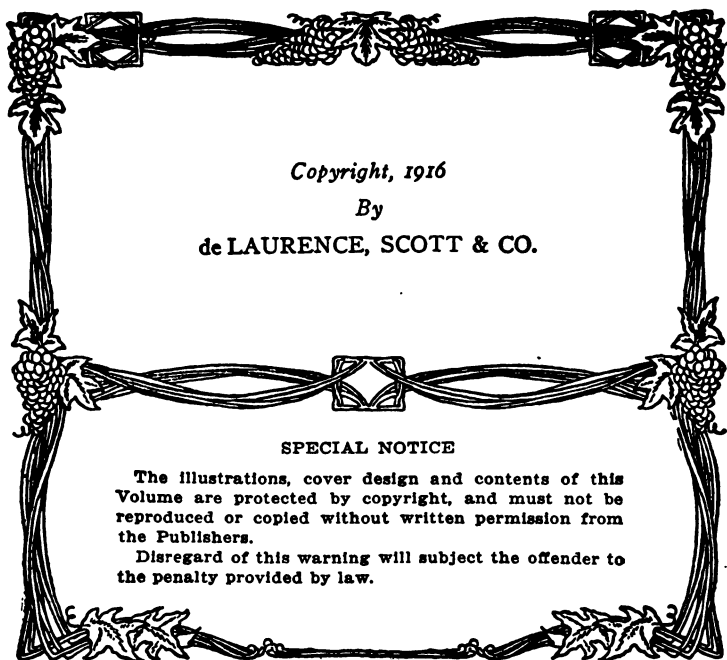 Copyright, 1916
By
de LAURENCE, SCOTT & CO.
SPECIAL NOTICE
The illustrations, cover design and contents of this
Volume are protected by copyright, and must not be
reproduced or copied without written permission from
the Publishers.
Disregard of this warning will subject the offender to
the penalty provided by law.